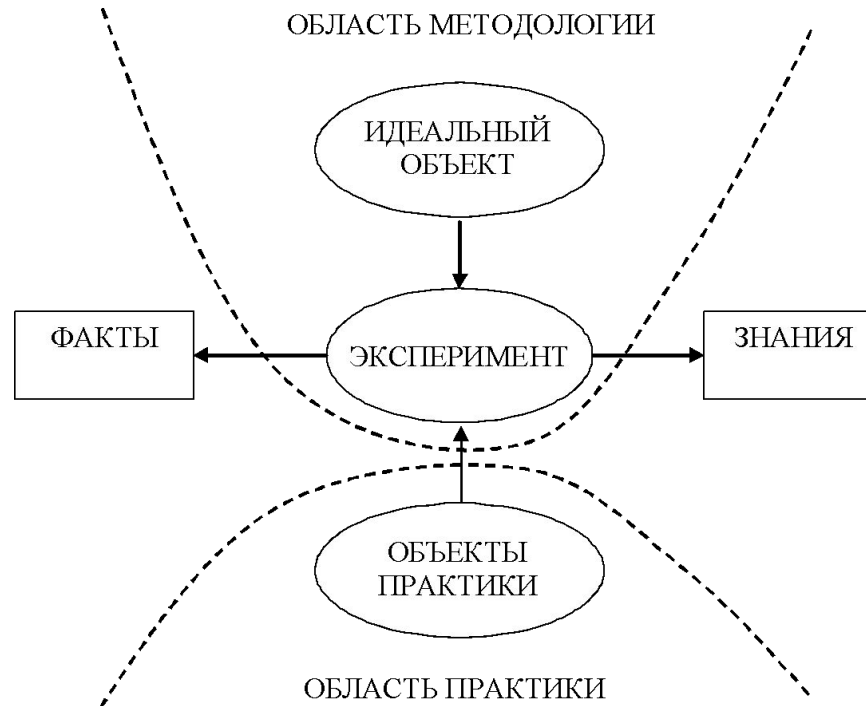 ОБЛАСТЬ МЕТОДОЛОГИИ
ИДЕАЛЬНЫЙ
ОБЪЕКТ
ФАКТЫ
ЭКСПЕРИМЕНТ
ЗНАНИЯ
ОБЪЕКТЫ
ПРАКТИКИ
ОБЛАСТЬ ПРАКТИКИ